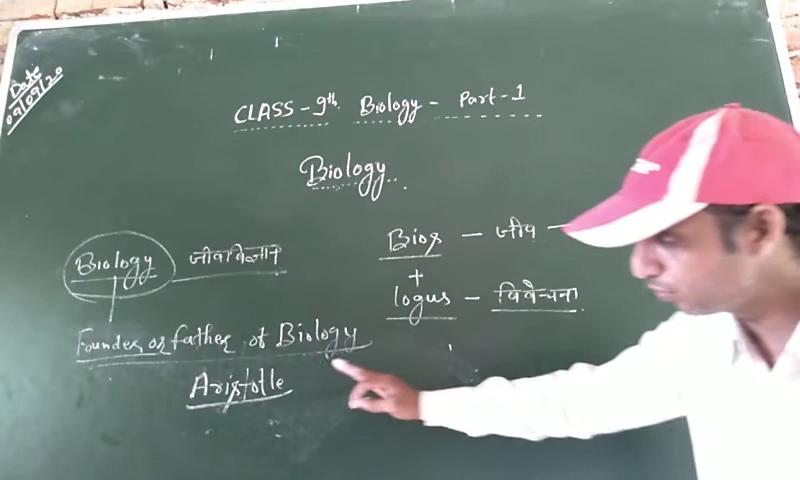 Date
09/09/20
CLASS - 9th Biology - Part-1
Biology
Biology जीवविज्ञान
Bios - जीव -
+
logus - विवेचना
Founder or father of Biology
Aristotle